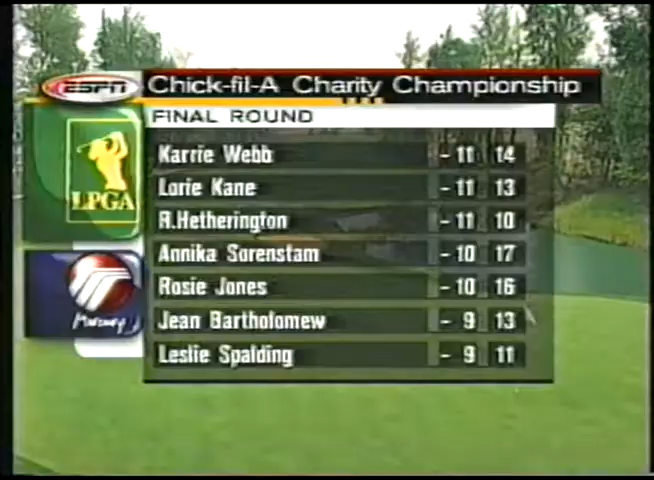 ESPN Chick-fil-A Charity Championship
FINAL ROUND
Karrie Webb - 11 14
Lorie Kane - 11 13
R.Hetherington - 11 10
Annika Sorenstam - 10 17
Rosie Jones - 10 16
Jean Bartholomew - 9 13
Leslie Spalding - 9 11
LPGA
Mercury